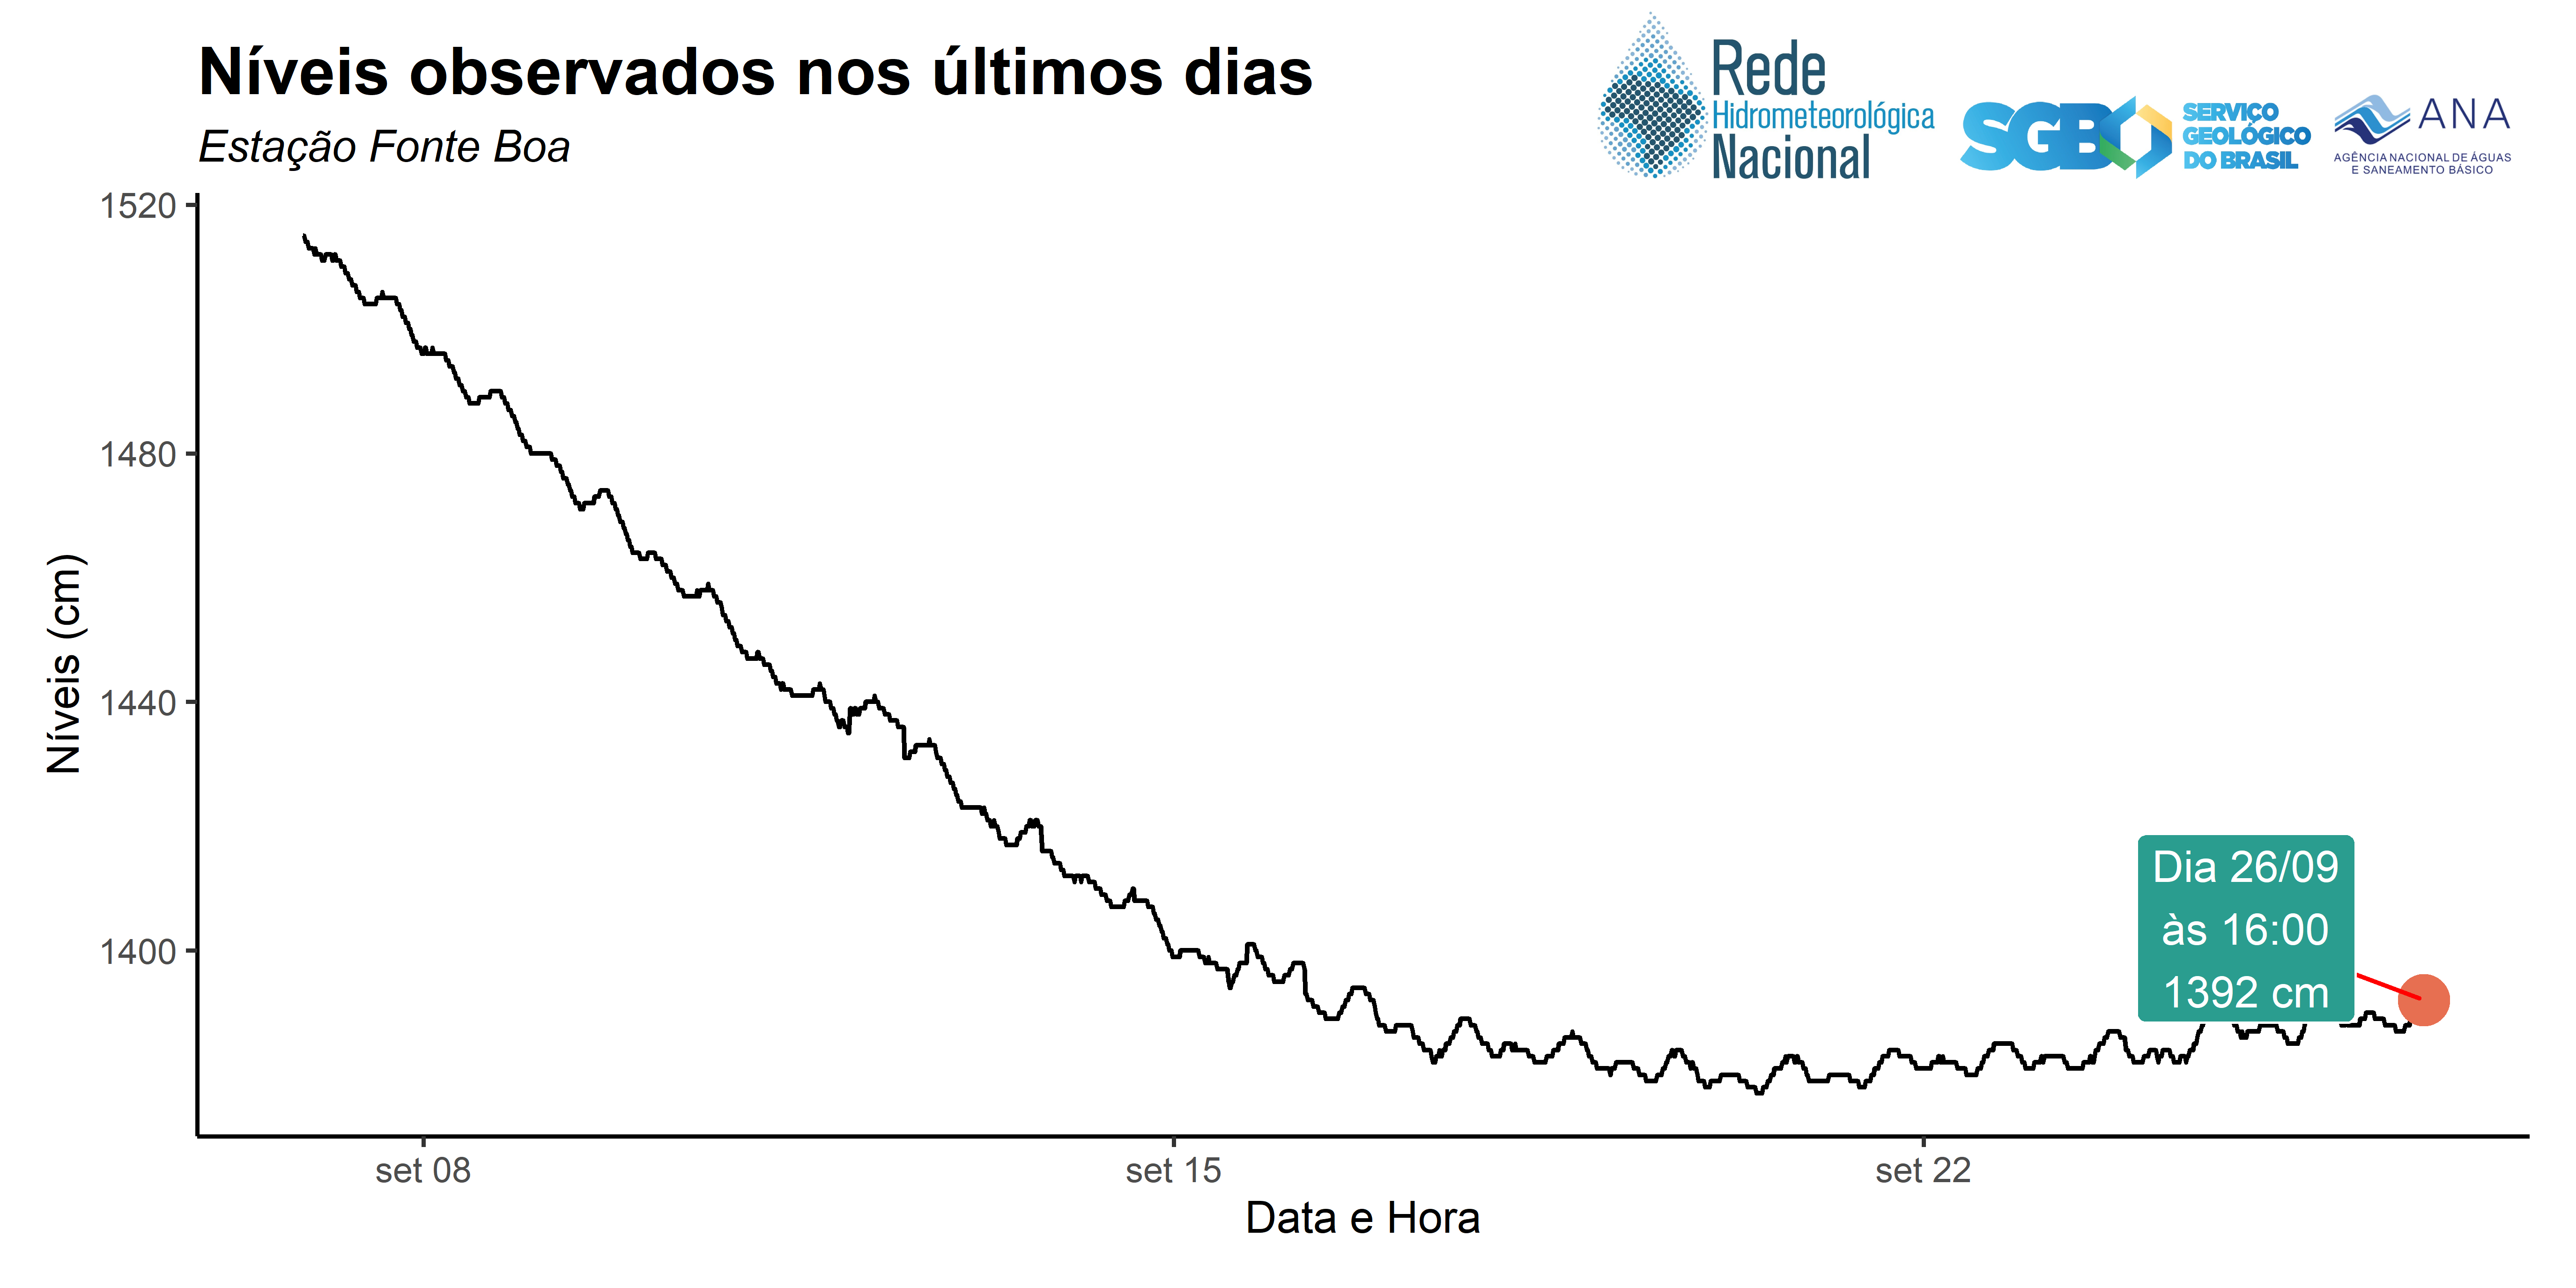 Níveis observados nos últimos dias
Estação Fonte Boa
Rede
Hidrometeorológica
Nacional
SGB
SERVIÇO
GEOLÓGICO
DO BRASIL
ANA
AGÊNCIA NACIONAL DE ÁGUAS
E SANEAMENTO BÁSICO
Níveis (cm)
1520
1480
1440
1400
Dia 26/09
às 16:00
1392 cm
set 08
set 15
set 22
Data e Hora